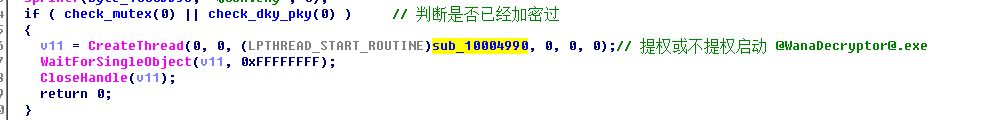 if ( check_mutex(0) || check_dky_pky(0) )      // 判断是否已经加密过
{
v11 = CreateThread(0, 0, (LPTHREAD_START_ROUTINE)sub_10004990, 0, 0, 0);// 提权或不提权启动 @WanaDecryptor@.exe
WaitForSingleObject(v11, 0xFFFFFFFF);
CloseHandle(v11);
return 0;
}